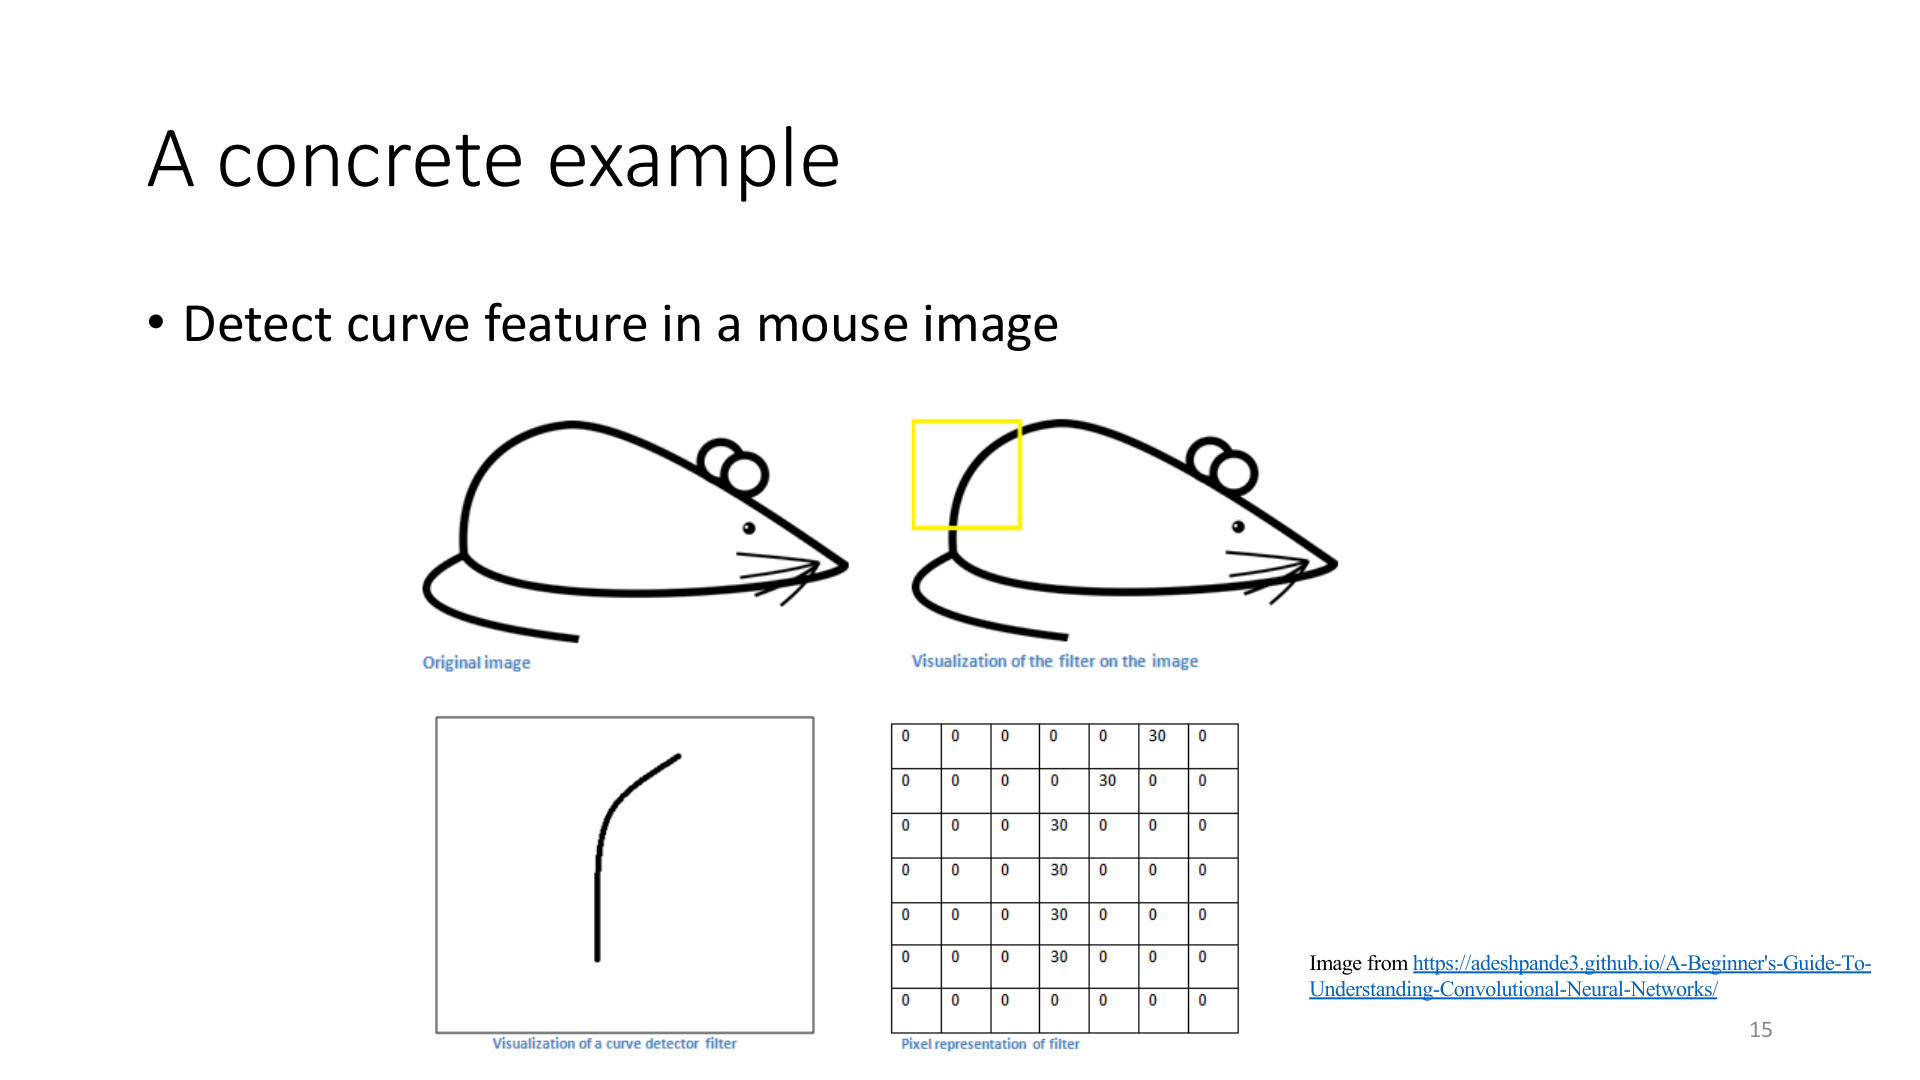 A concrete example
• Detect curve feature in a mouse image
Original image
Visualization of the filter on the image
0 0 0 0 0 30 0
0 0 0 0 30 0 0
0 0 0 30 0 0 0
0 0 0 30 0 0 0
0 0 0 30 0 0 0
0 0 0 30 0 0 0
0 0 0 0 0 0 0
Visualization of a curve detector filter
Pixel representation of filter
Image from https://adeshpande3.github.io/A-Beginner's-Guide-To-
Understanding-Convolutional-Neural-Networks/
15